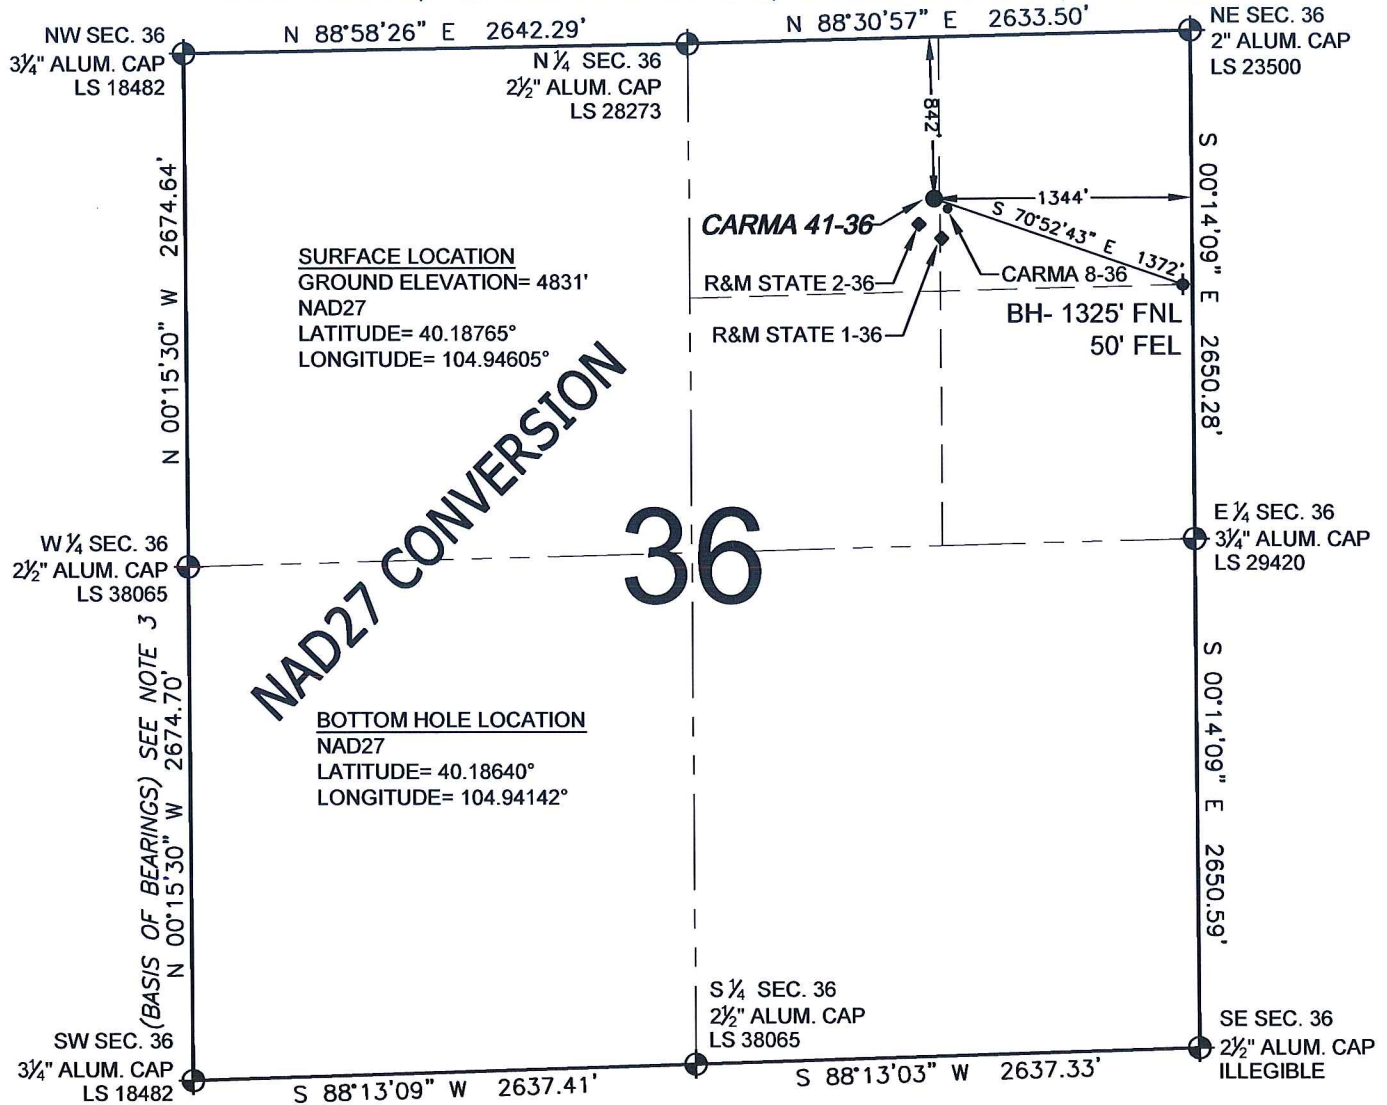 NW SEC. 36
3¼" ALUM. CAP
LS 18482
N 88°58'26" E 2642.29'
N ¼ SEC. 36
2½" ALUM. CAP
LS 28273
N 88°30'57" E 2633.50'
NE SEC. 36
2" ALUM. CAP
LS 23500
N 00°15'30" W 2674.64'
SURFACE LOCATION
GROUND ELEVATION= 4831'
NAD27
LATITUDE= 40.18765°
LONGITUDE= 104.94605°
842'
1344'
S 70°52'43" E 1372'
CARMA 41-36
R&M STATE 2-36
CARMA 8-36
R&M STATE 1-36
BH- 1325' FNL
50' FEL
S 00°14'09" E 2650.28'
NAD27 CONVERSION
36
W ¼ SEC. 36
2½" ALUM. CAP
LS 38065
E ¼ SEC. 36
3¼" ALUM. CAP
LS 29420
(BASIS OF BEARINGS) SEE NOTE 3
N 00°15'30" W 2674.70'
BOTTOM HOLE LOCATION
NAD27
LATITUDE= 40.18640°
LONGITUDE= 104.94142°
S 00°14'09" E 2650.59'
SW SEC. 36
3¼" ALUM. CAP
LS 18482
S 88°13'09" W 2637.41'
S ¼ SEC. 36
2½" ALUM. CAP
LS 38065
S 88°13'03" W 2637.33'
SE SEC. 36
2½" ALUM. CAP
ILLEGIBLE